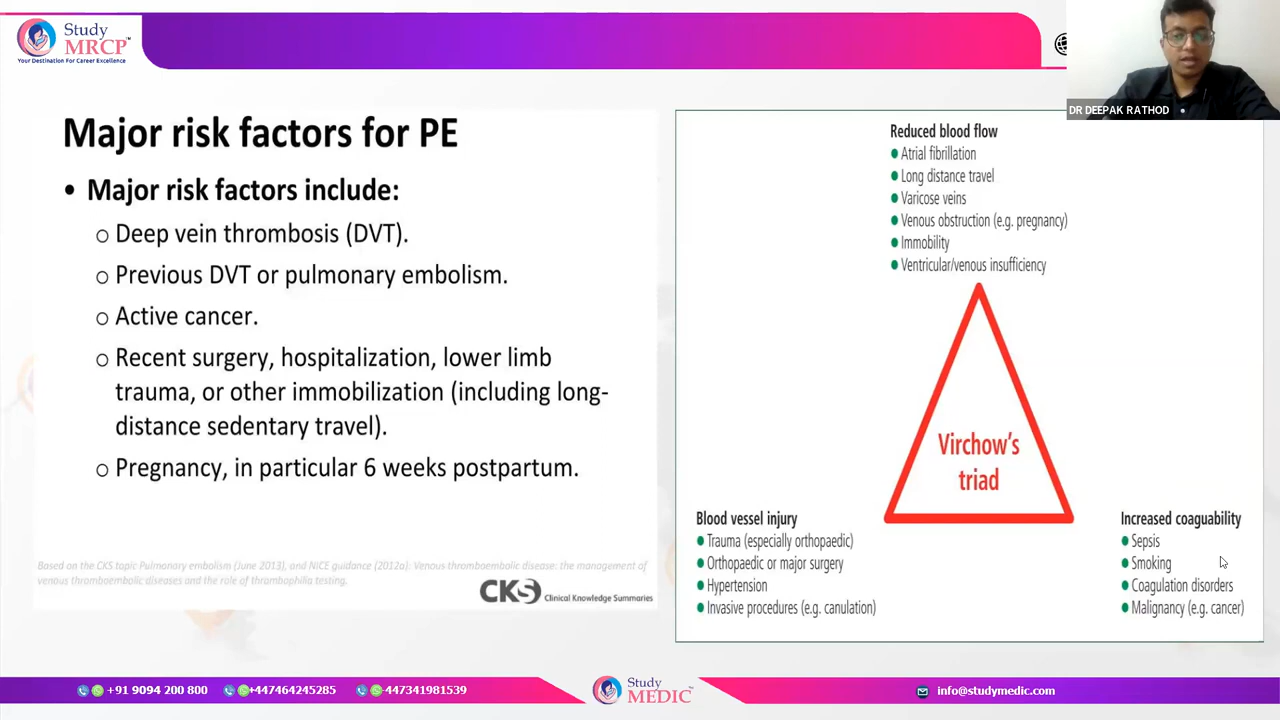 Study
MRCP™
Your Destination For Career Excellence
DR DEEPAK RATHOD
Major risk factors for PE
• Major risk factors include:
o Deep vein thrombosis (DVT).
o Previous DVT or pulmonary embolism.
o Active cancer.
o Recent surgery, hospitalization, lower limb
trauma, or other immobilization (including long-
distance sedentary travel).
o Pregnancy, in particular 6 weeks postpartum.
Based on the CKS topic Pulmonary embolism (June 2013), and NICE guidance (2012a): Venous thromboembolic disease: the management of
venous thromboembolic diseases and the role of thrombophilia testing.
CKS Clinical Knowledge Summaries
Reduced blood flow
Atrial fibrillation
Long distance travel
Varicose veins
Venous obstruction (e.g. pregnancy)
Immobility
Ventricular/venous insufficiency
Virchow's
triad
Blood vessel injury
Trauma (especially orthopaedic)
Orthopaedic or major surgery
Hypertension
Invasive procedures (e.g. canulation)
Increased coaguability
Sepsis
Smoking
Coagulation disorders
Malignancy (e.g. cancer)
+91 9094 200 800
+447464245285
447341981539
Study
MEDIC™
info@studymedic.com